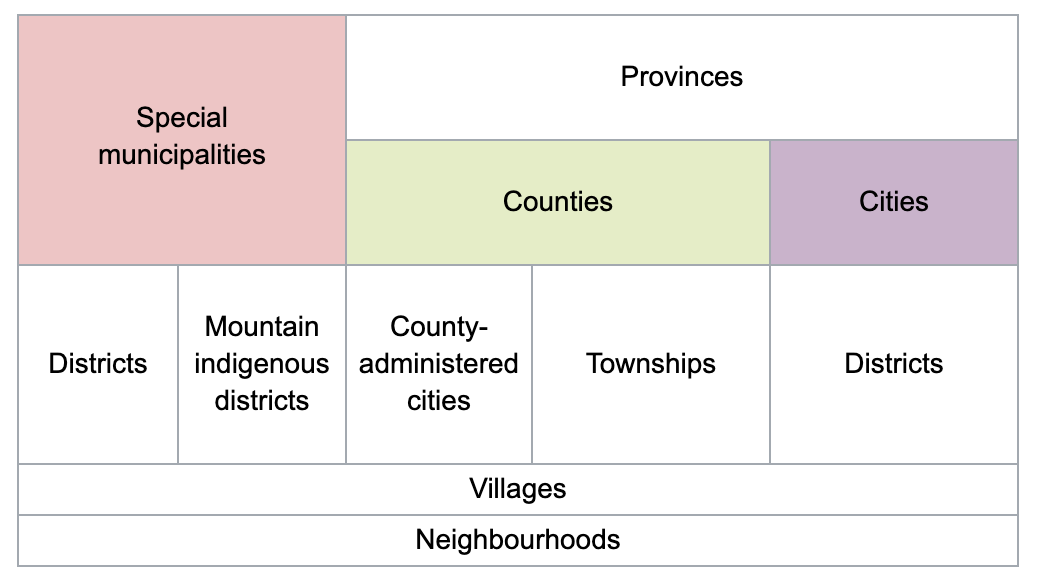 Special
municipalities
Provinces
Counties
Cities
Districts
Mountain
indigenous
districts
County-
administered
cities
Townships
Districts
Villages
Neighbourhoods